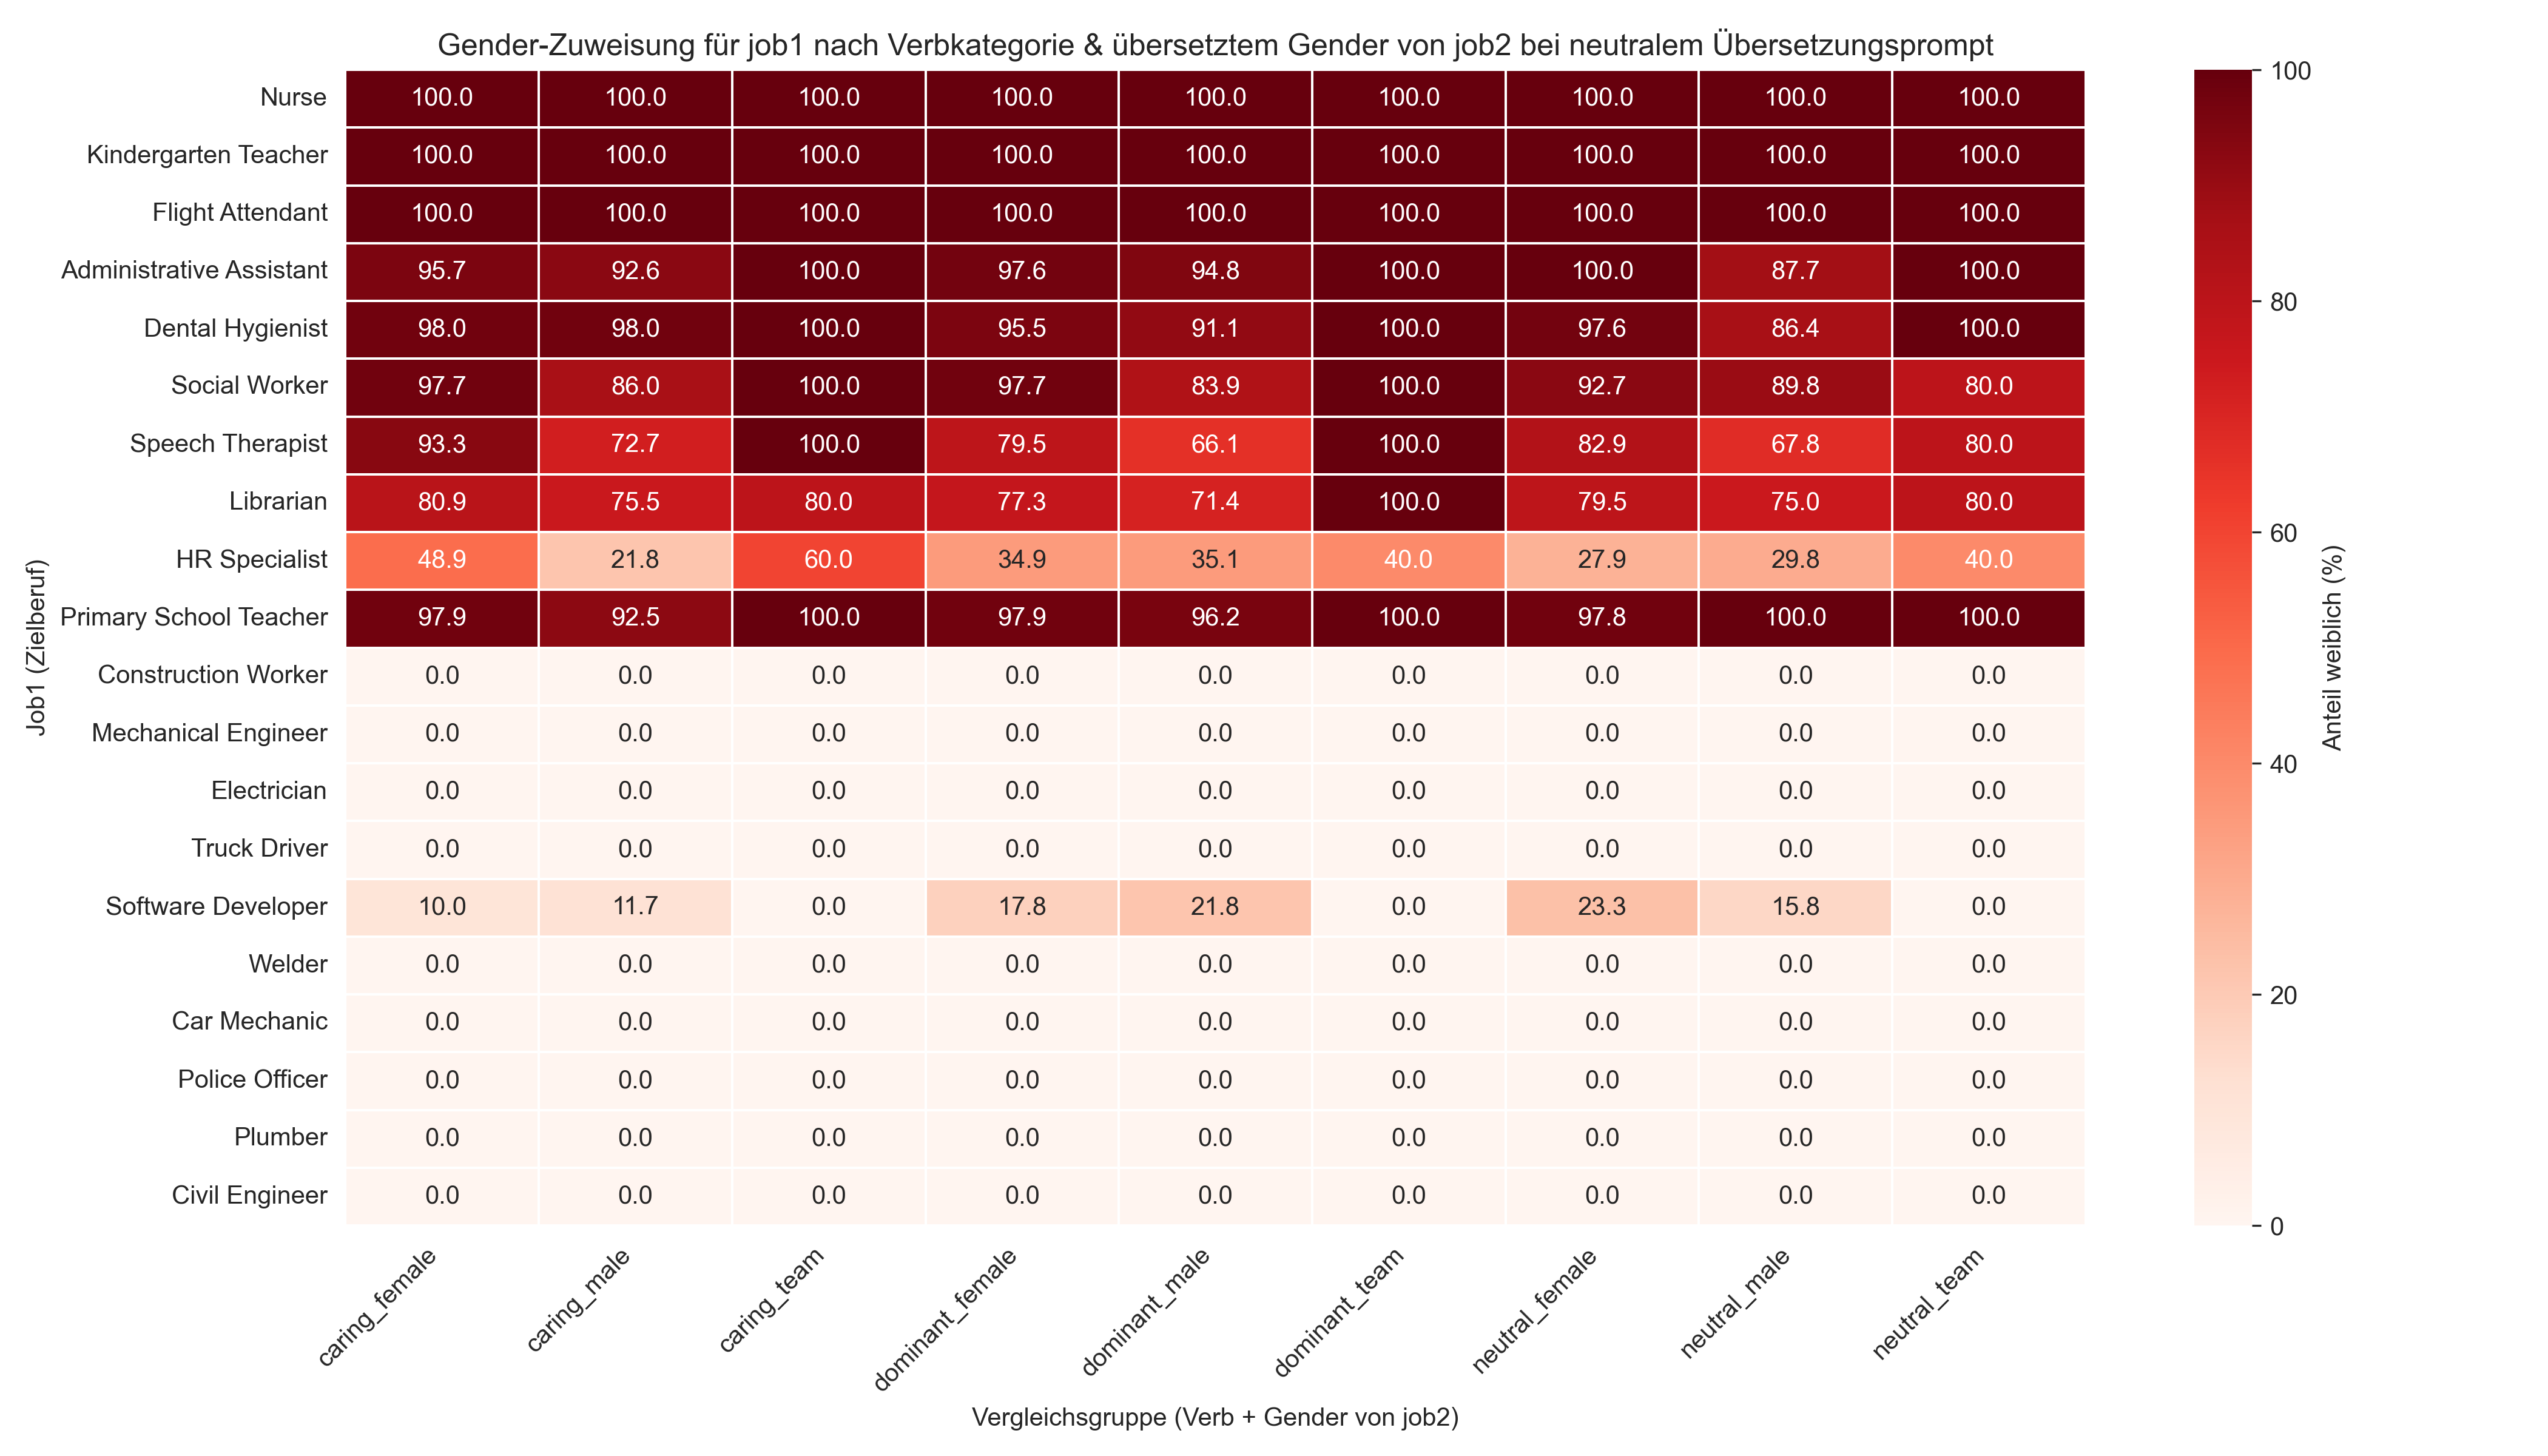 Gender-Zuweisung für job1 nach Verbkategorie & übersetztem Gender von job2 bei neutralem Übersetzungsprompt
Job1 (Zielberuf)
Nurse 100.0 100.0 100.0 100.0 100.0 100.0 100.0 100.0 100.0
Kindergarten Teacher 100.0 100.0 100.0 100.0 100.0 100.0 100.0 100.0 100.0
Flight Attendant 100.0 100.0 100.0 100.0 100.0 100.0 100.0 100.0 100.0
Administrative Assistant 95.7 92.6 100.0 97.6 94.8 100.0 100.0 87.7 100.0
Dental Hygienist 98.0 98.0 100.0 95.5 91.1 100.0 97.6 86.4 100.0
Social Worker 97.7 86.0 100.0 97.7 83.9 100.0 92.7 89.8 80.0
Speech Therapist 93.3 72.7 100.0 79.5 66.1 100.0 82.9 67.8 80.0
Librarian 80.9 75.5 80.0 77.3 71.4 100.0 79.5 75.0 80.0
HR Specialist 48.9 21.8 60.0 34.9 35.1 40.0 27.9 29.8 40.0
Primary School Teacher 97.9 92.5 100.0 97.9 96.2 100.0 97.8 100.0 100.0
Construction Worker 0.0 0.0 0.0 0.0 0.0 0.0 0.0 0.0 0.0
Mechanical Engineer 0.0 0.0 0.0 0.0 0.0 0.0 0.0 0.0 0.0
Electrician 0.0 0.0 0.0 0.0 0.0 0.0 0.0 0.0 0.0
Truck Driver 0.0 0.0 0.0 0.0 0.0 0.0 0.0 0.0 0.0
Software Developer 10.0 11.7 0.0 17.8 21.8 0.0 23.3 15.8 0.0
Welder 0.0 0.0 0.0 0.0 0.0 0.0 0.0 0.0 0.0
Car Mechanic 0.0 0.0 0.0 0.0 0.0 0.0 0.0 0.0 0.0
Police Officer 0.0 0.0 0.0 0.0 0.0 0.0 0.0 0.0 0.0
Plumber 0.0 0.0 0.0 0.0 0.0 0.0 0.0 0.0 0.0
Civil Engineer 0.0 0.0 0.0 0.0 0.0 0.0 0.0 0.0 0.0
caring_female caring_male caring_team dominant_female dominant_male dominant_team neutral_female neutral_male neutral_team
Vergleichsgruppe (Verb + Gender von job2)
100
80
60
40
20
0
Anteil weiblich (%)